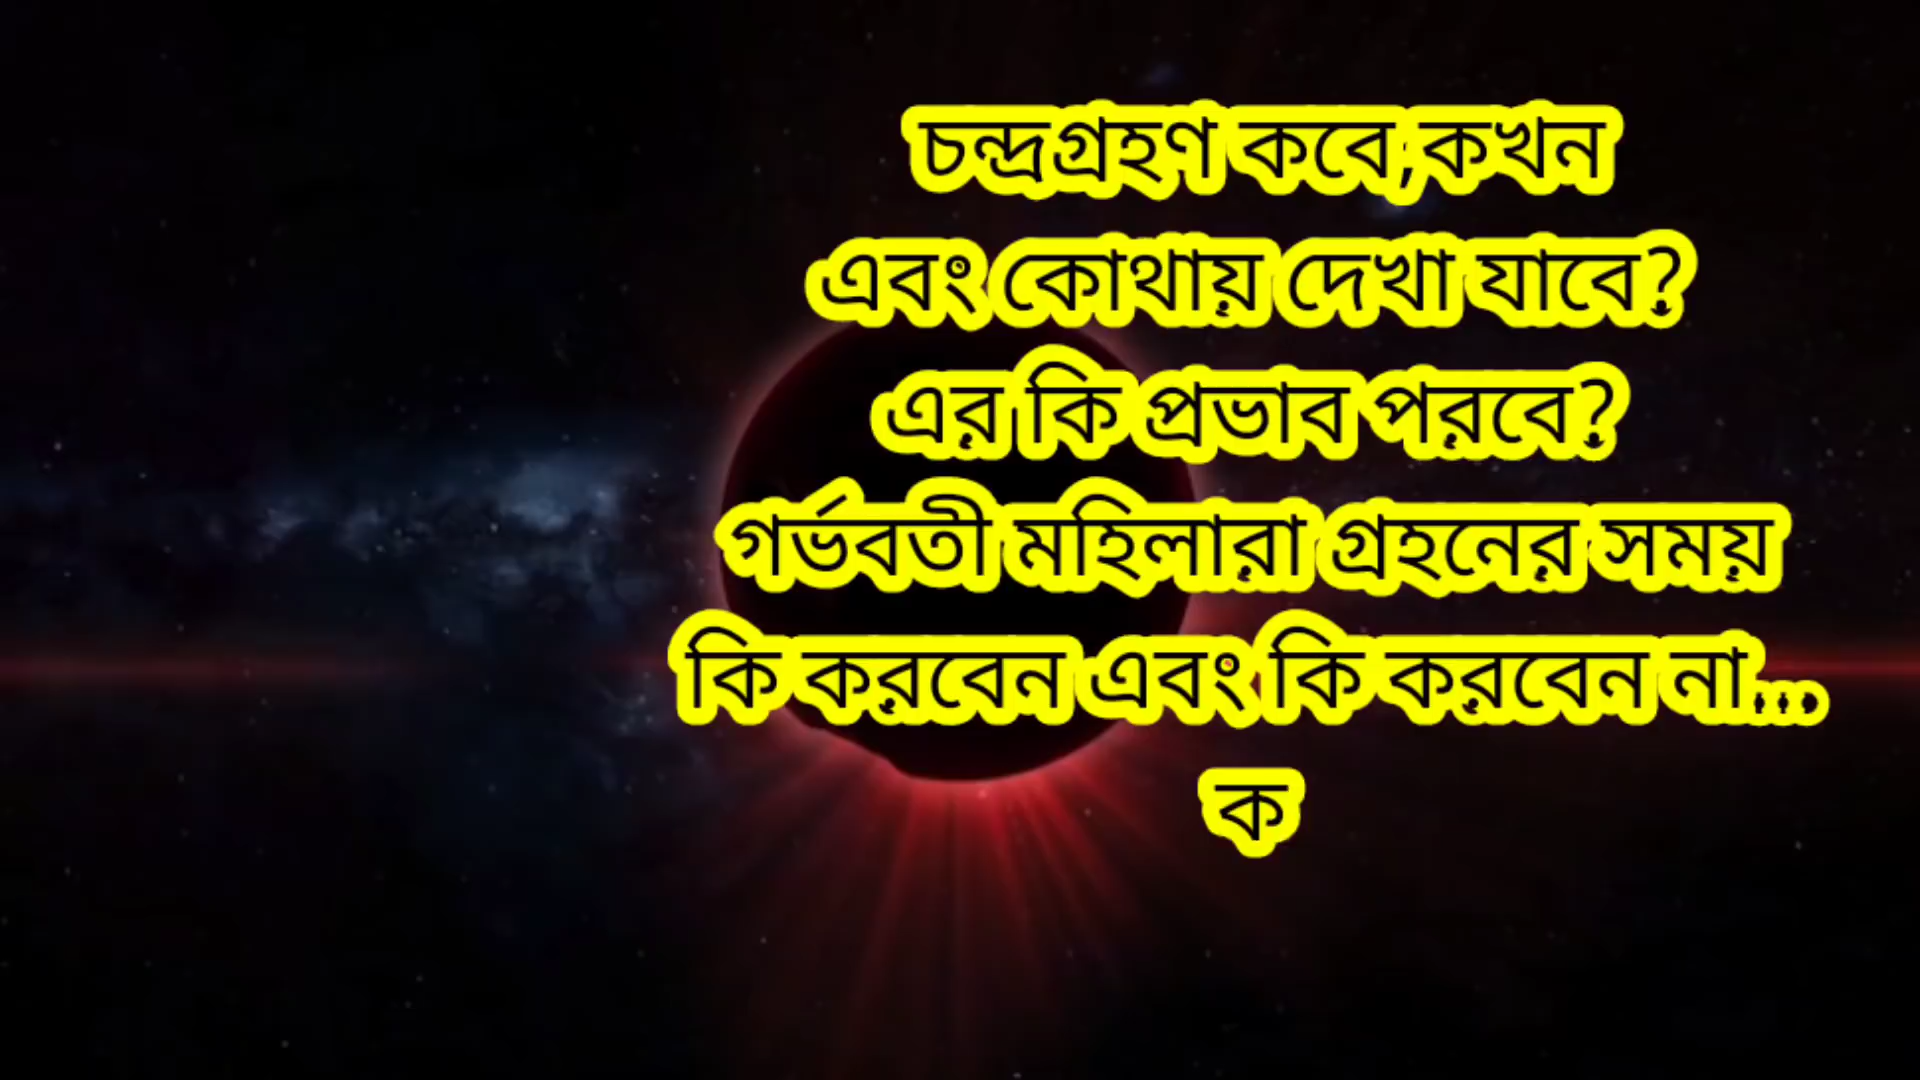 চন্দ্রগ্রহণ কবে,কখন
এবং কোথায় দেখা যাবে?
এর কি প্রভাব পরবে?
গর্ভবতী মহিলারা গ্রহনের সময়
কি করবেন এবং কি করবেন না...
ক